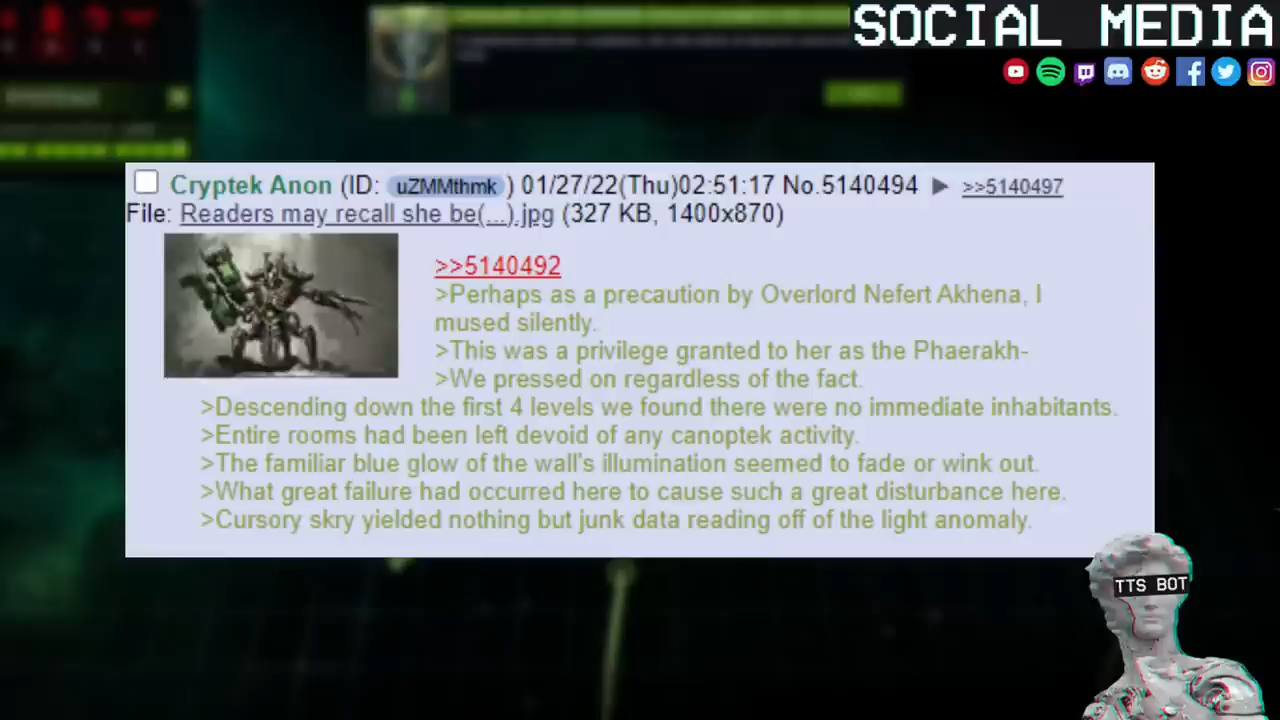 SOCIAL MEDIA
Cryptek Anon (ID: uZMMthmk ) 01/27/22(Thu)02:51:17 No.5140494 ▶ >>5140497
File: Readers may recall she be(...).jpg (327 KB, 1400x870)
>>5140492
>Perhaps as a precaution by Overlord Nefert Akhena, I
mused silently.
>This was a privilege granted to her as the Phaerakh-
>We pressed on regardless of the fact.
>Descending down the first 4 levels we found there were no immediate inhabitants.
>Entire rooms had been left devoid of any canoptek activity.
>The familiar blue glow of the wall's illumination seemed to fade or wink out.
>What great failure had occurred here to cause such a great disturbance here.
>Cursory skry yielded nothing but junk data reading off of the light anomaly.
TTS BOT